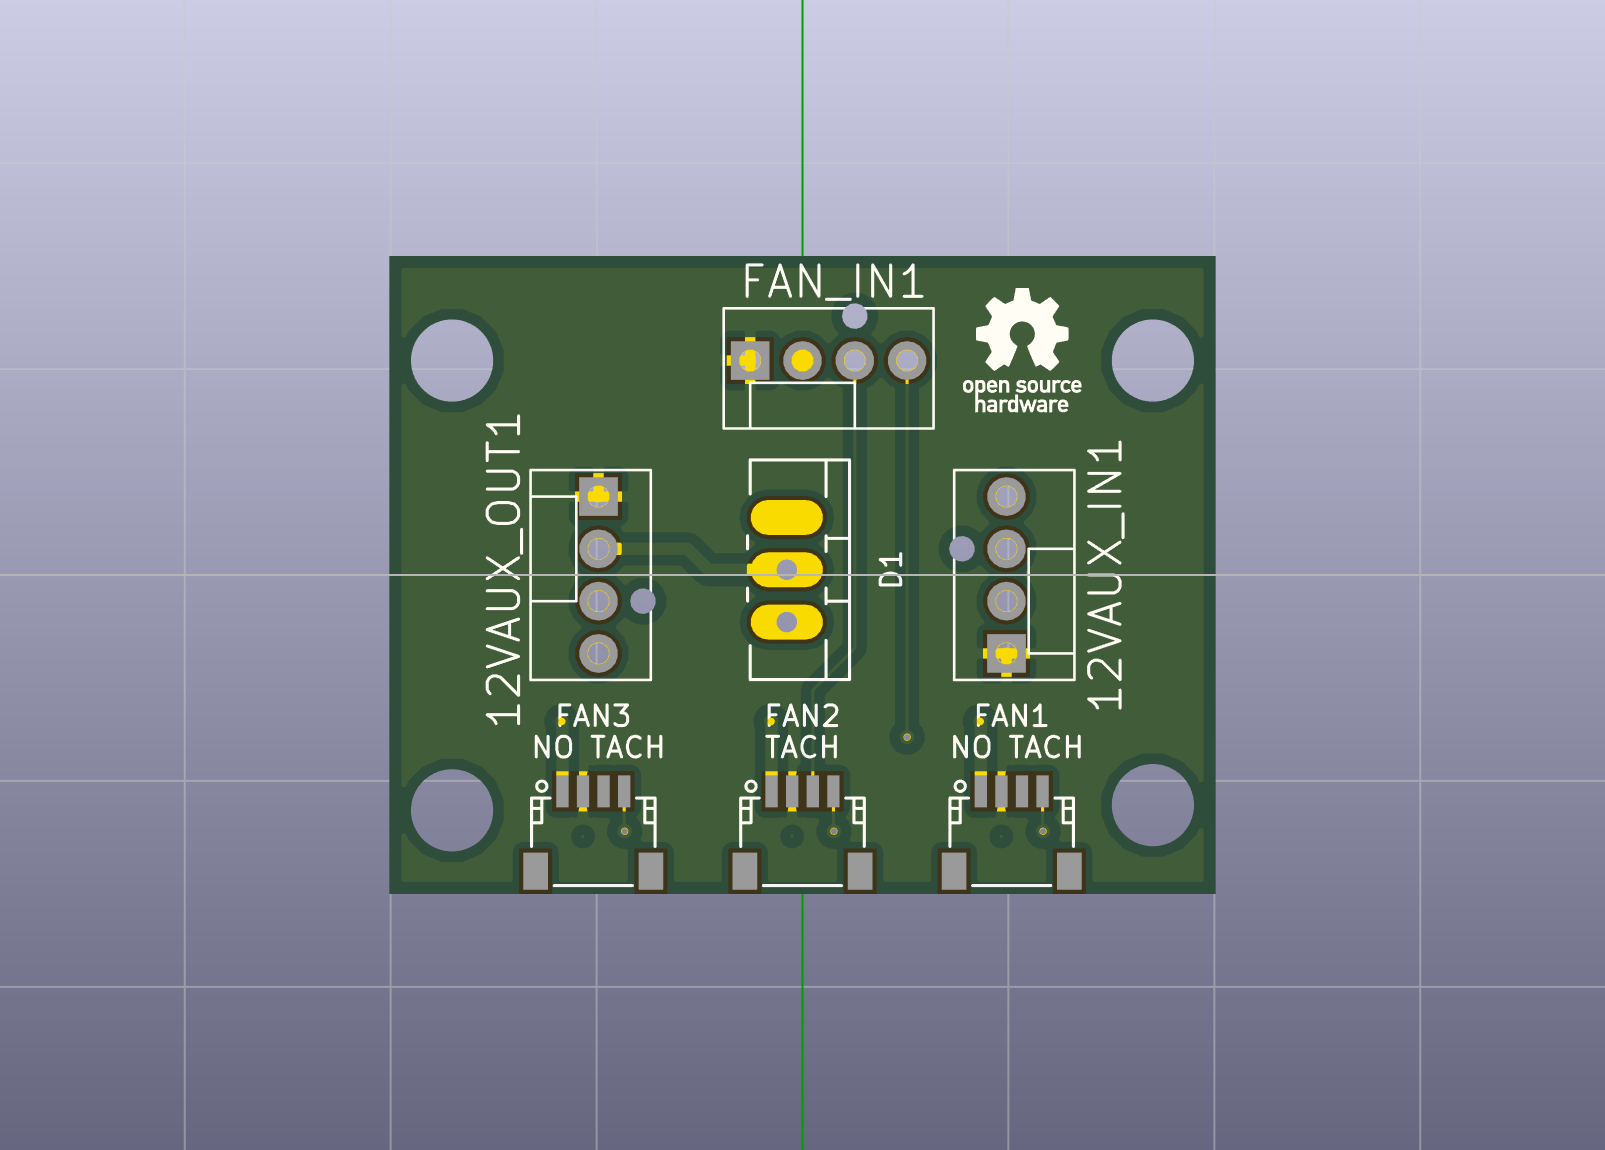 FAN_IN1
open source
hardware
12VAUX_OUT1
D1
12VAUX_IN1
FAN3
NO TACH
FAN2
TACH
FAN1
NO TACH